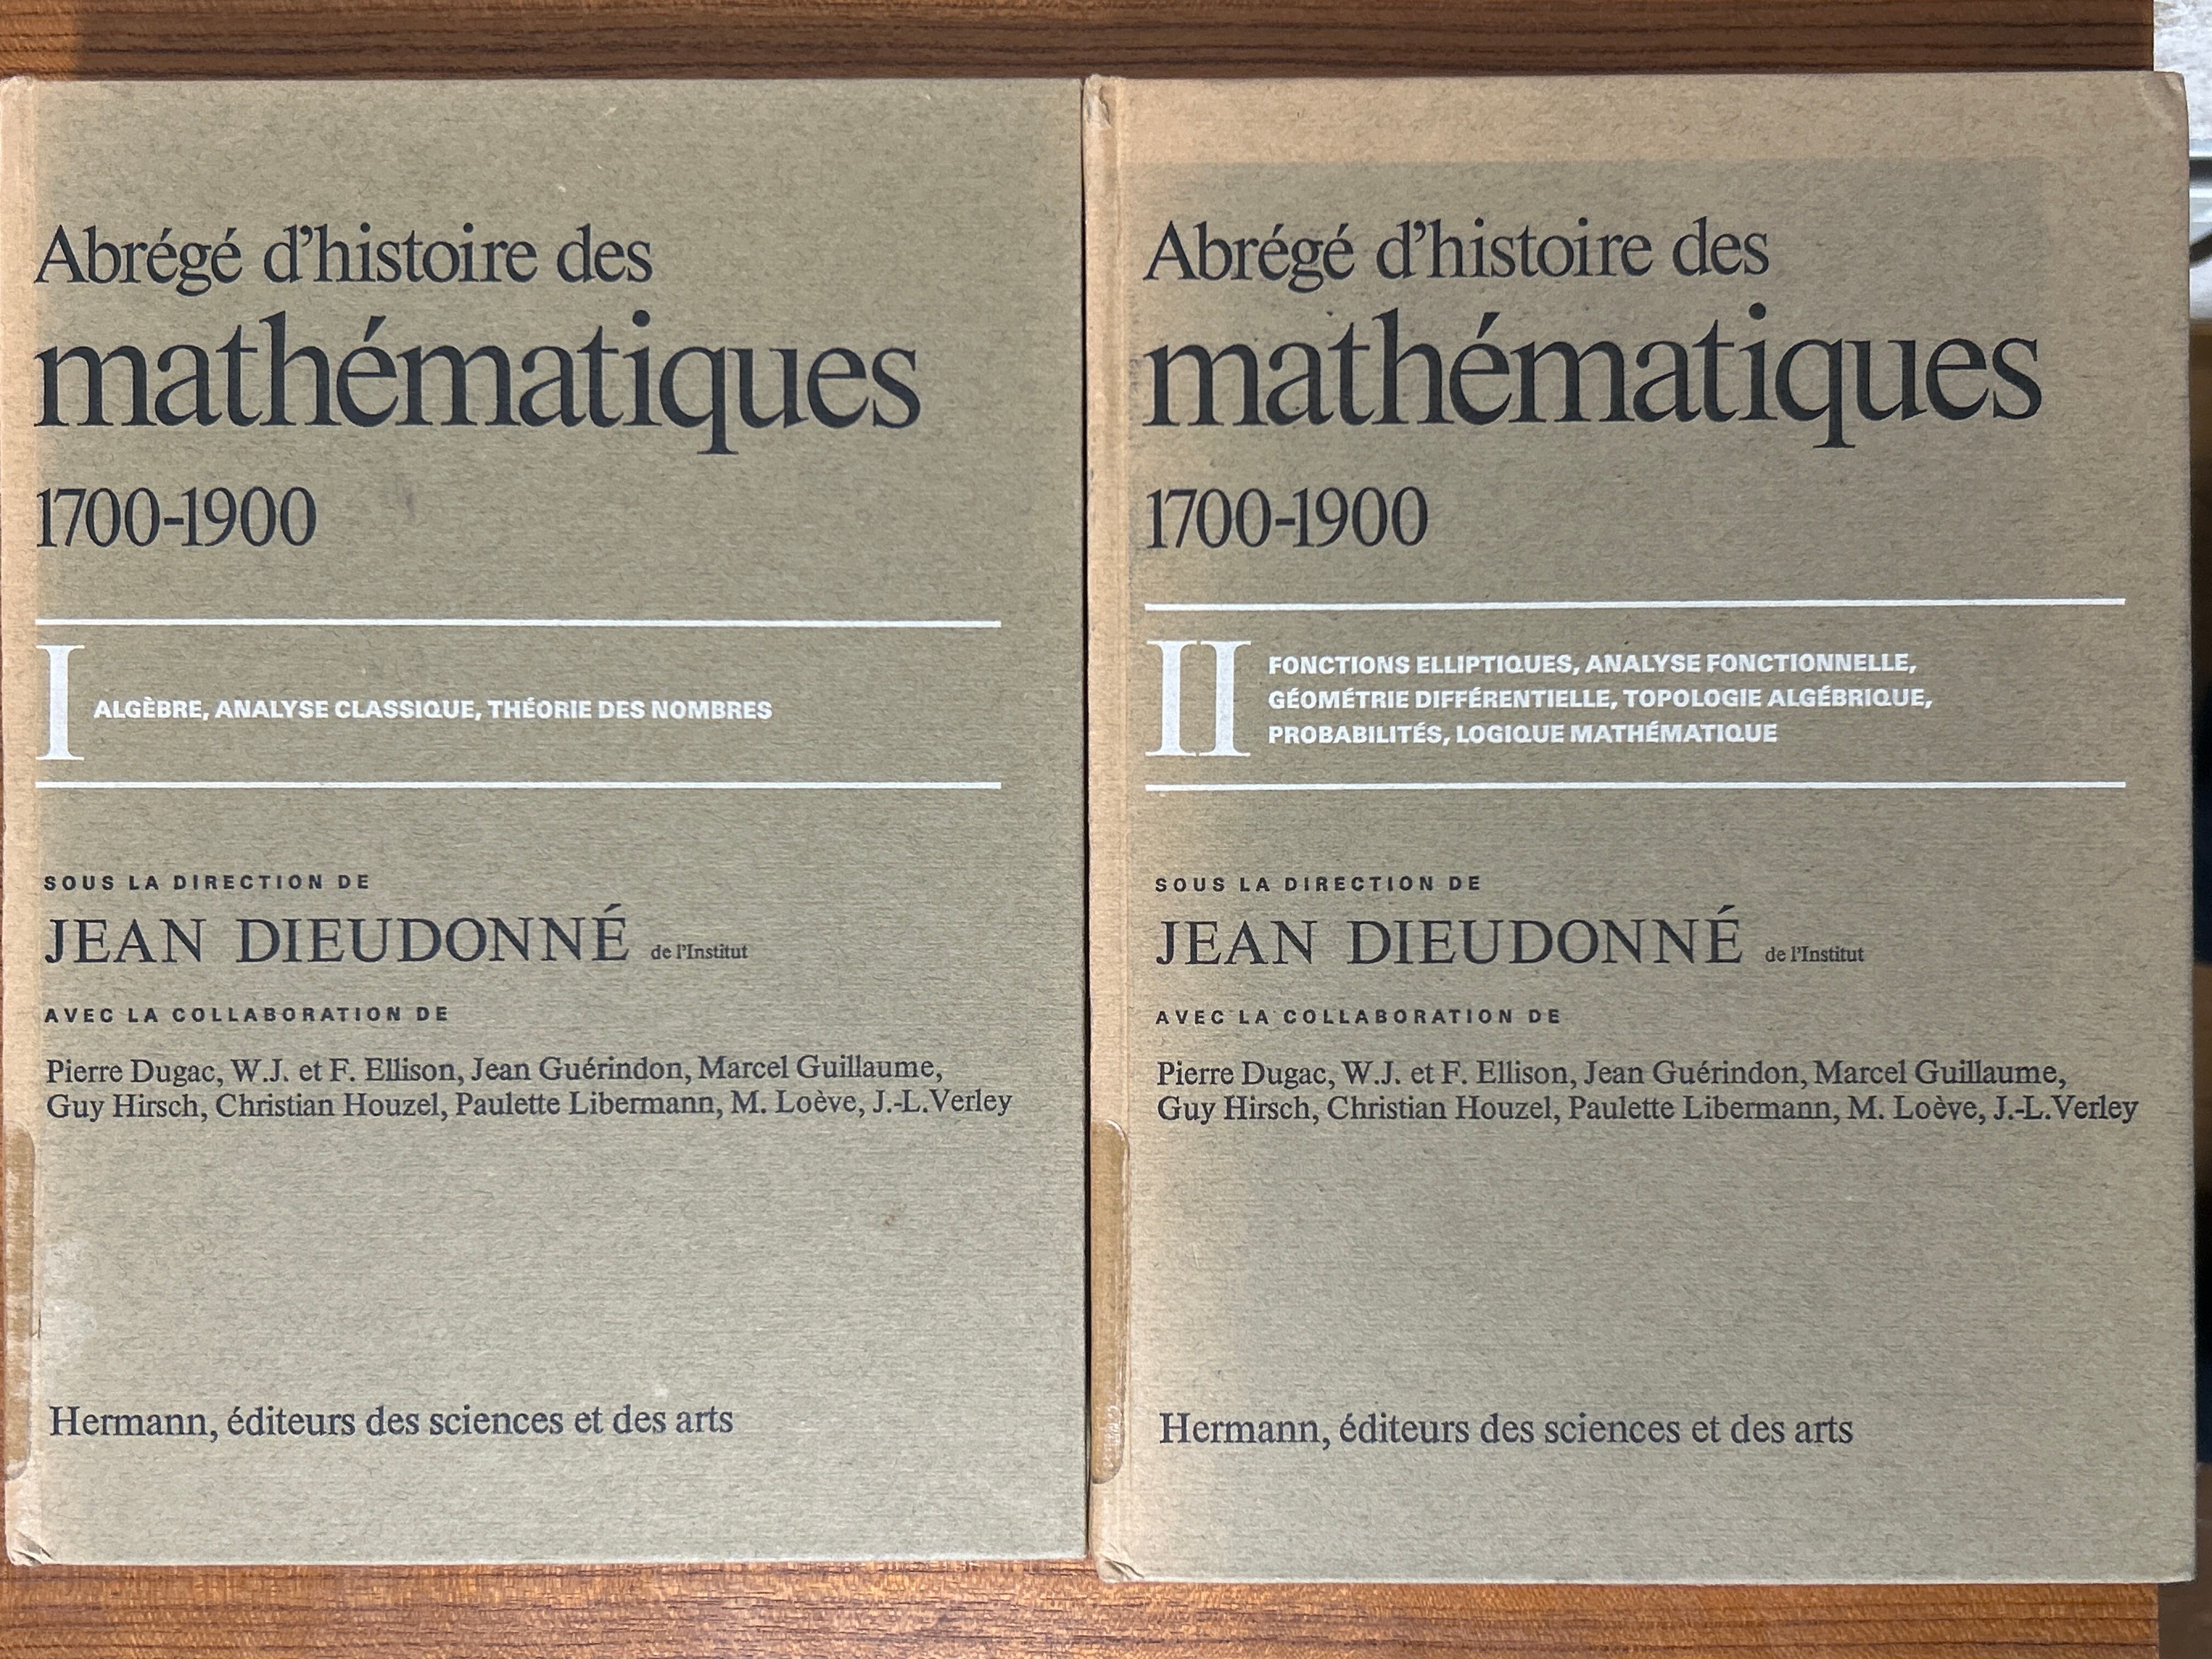 Abrégé d'histoire des
mathématiques
1700-1900
I
ALGÈBRE, ANALYSE CLASSIQUE, THÉORIE DES NOMBRES
SOUS LA DIRECTION DE
JEAN DIEUDONNÉ de l'Institut
AVEC LA COLLABORATION DE
Pierre Dugac, W.J. et F. Ellison, Jean Guérindon, Marcel Guillaume,
Guy Hirsch, Christian Houzel, Paulette Libermann, M. Loève, J.-L.Verley
Hermann, éditeurs des sciences et des arts
Abrégé d'histoire des
mathématiques
1700-1900
II
FONCTIONS ELLIPTIQUES, ANALYSE FONCTIONNELLE,
GÉOMÉTRIE DIFFÉRENTIELLE, TOPOLOGIE ALGÉBRIQUE,
PROBABILITÉS, LOGIQUE MATHÉMATIQUE
SOUS LA DIRECTION DE
JEAN DIEUDONNÉ de l'Institut
AVEC LA COLLABORATION DE
Pierre Dugac, W.J. et F. Ellison, Jean Guérindon, Marcel Guillaume,
Guy Hirsch, Christian Houzel, Paulette Libermann, M. Loève, J.-L.Verley
Hermann, éditeurs des sciences et des arts